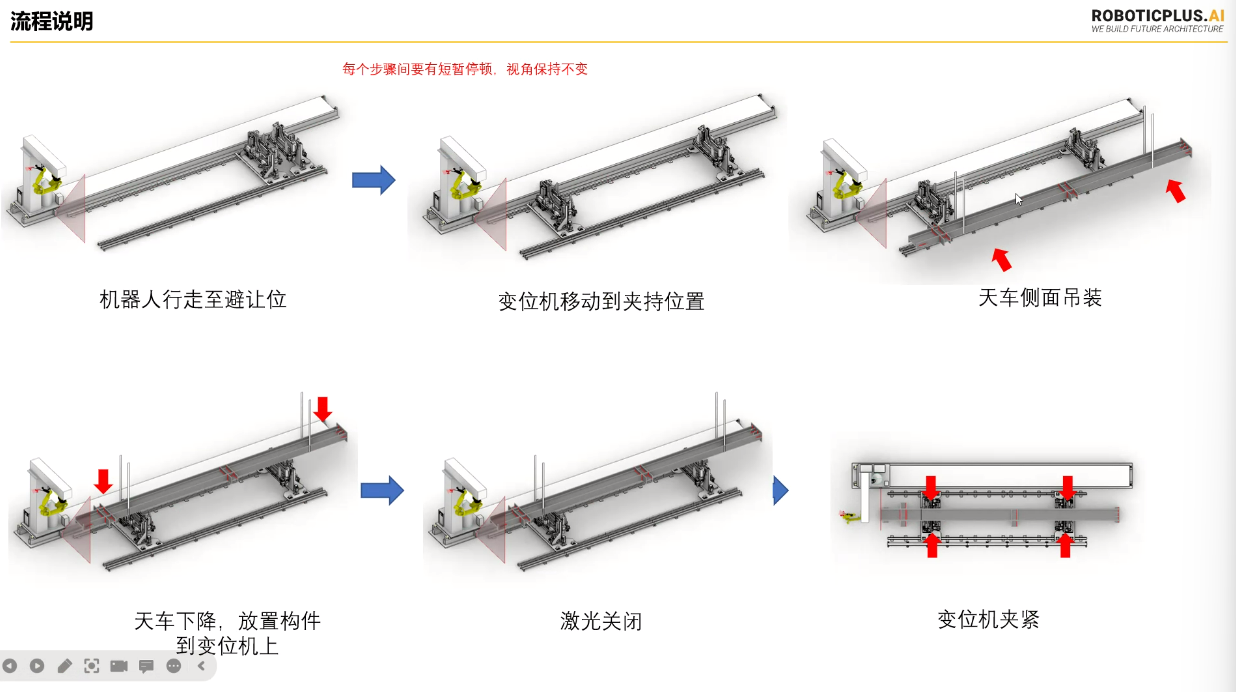 流程说明
ROBOTICPLUS.AI
WE BUILD FUTURE ARCHITECTURE
每个步骤间要有短暂停顿，视角保持不变
机器人行走至避让位
变位机移动到夹持位置
天车侧面吊装
天车下降，放置构件
到变位机上
激光关闭
变位机夹紧